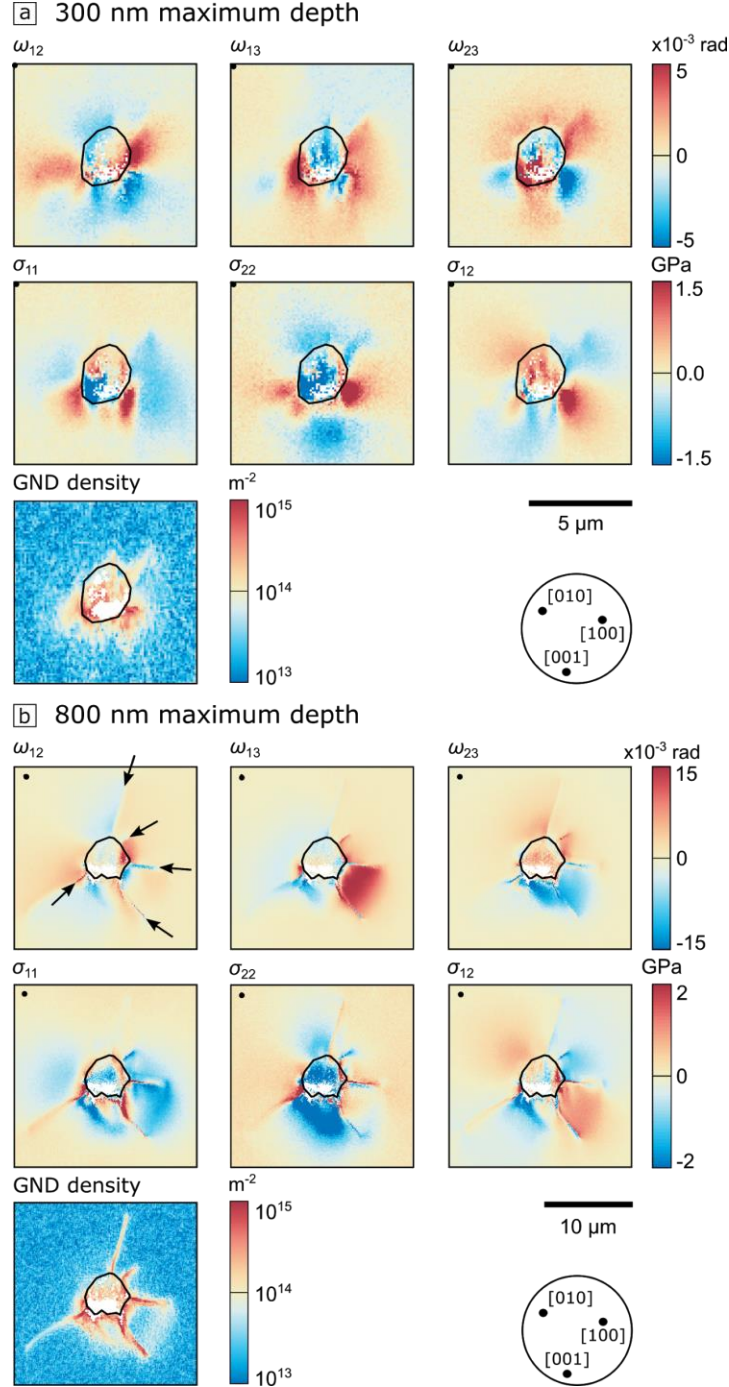 a 300 nm maximum depth
ω12 ω13 ω23 x10-3 rad
5
0
-5
σ11 σ22 σ12 GPa
1.5
0.0
-1.5
GND density m-2
1015
1014
1013
5 μm
[010]
[100]
[001]
b 800 nm maximum depth
ω12 ω13 ω23 x10-3 rad
15
0
-15
σ11 σ22 σ12 GPa
2
0
-2
GND density m-2
1015
1014
1013
10 μm
[010]
[100]
[001]